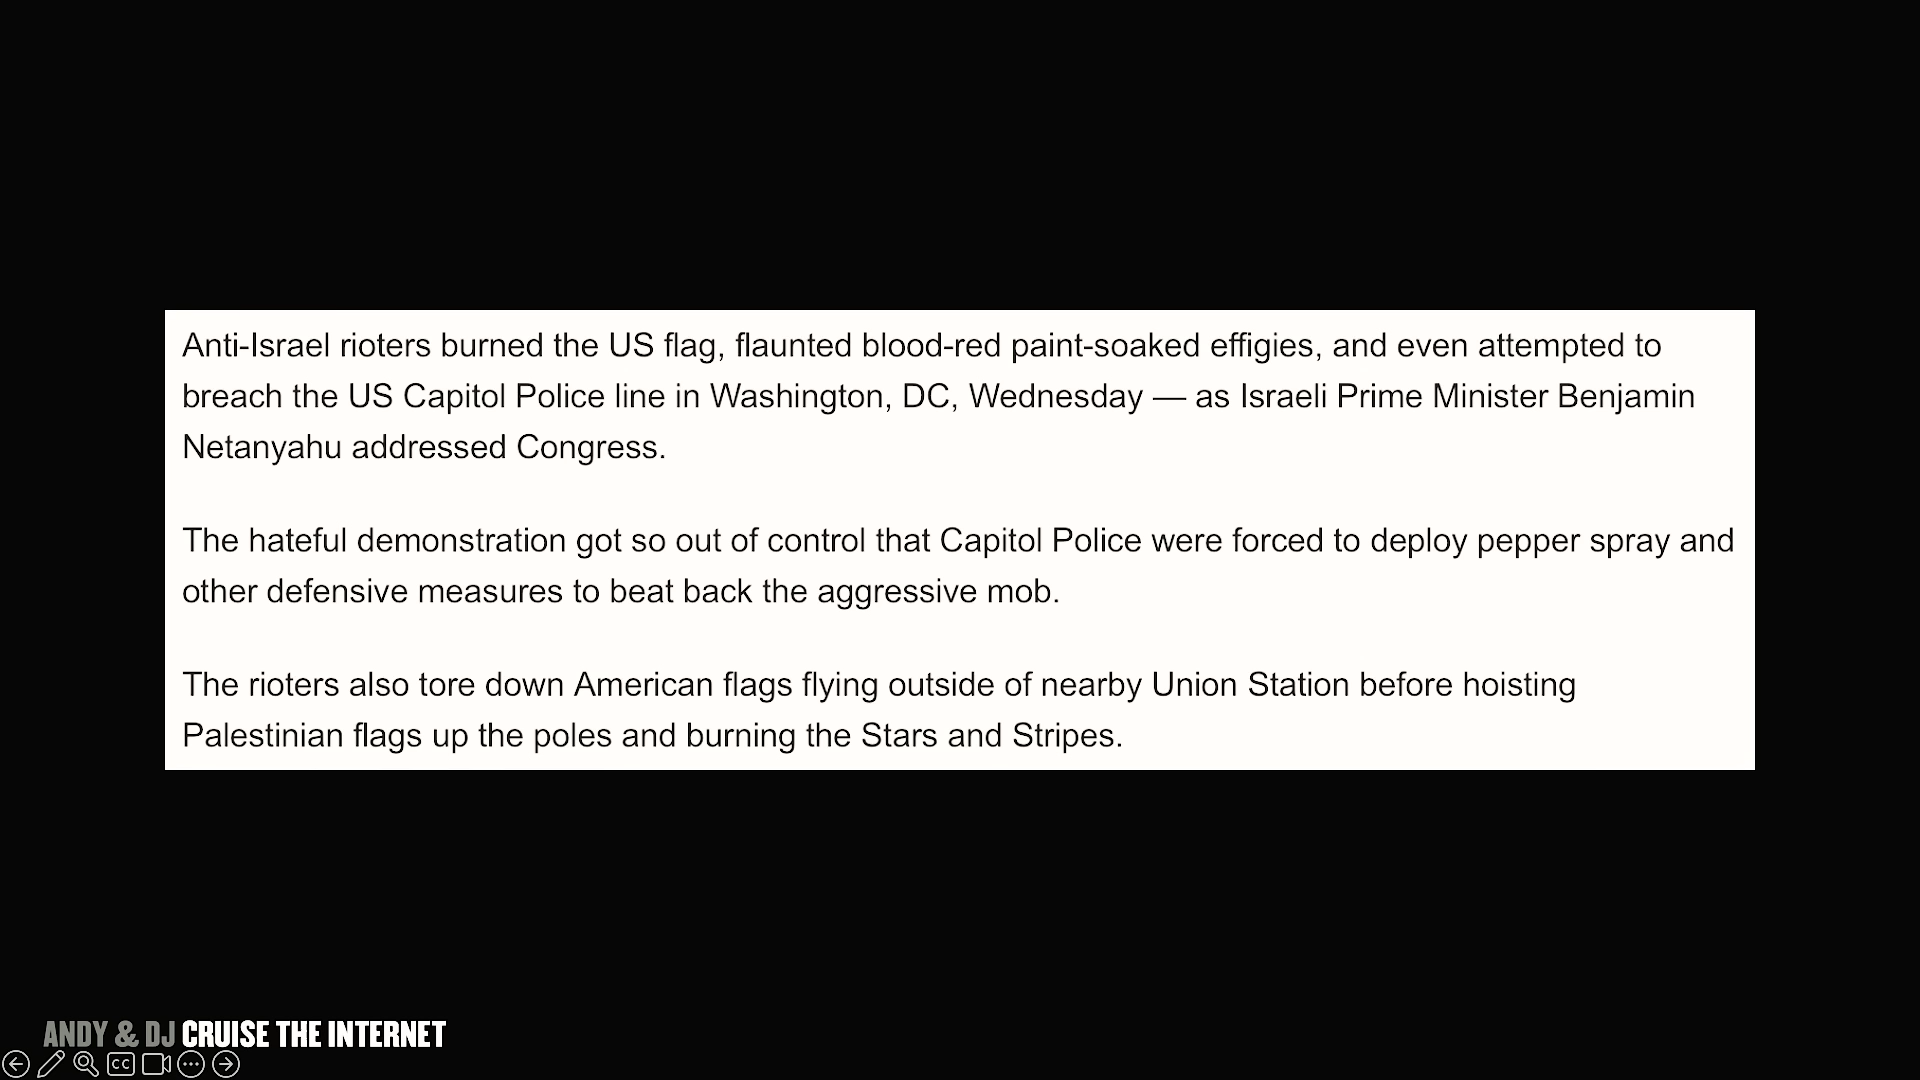 Anti-Israel rioters burned the US flag, flaunted blood-red paint-soaked effigies, and even attempted to
breach the US Capitol Police line in Washington, DC, Wednesday — as Israeli Prime Minister Benjamin
Netanyahu addressed Congress.
The hateful demonstration got so out of control that Capitol Police were forced to deploy pepper spray and
other defensive measures to beat back the aggressive mob.
The rioters also tore down American flags flying outside of nearby Union Station before hoisting
Palestinian flags up the poles and burning the Stars and Stripes.
ANDY & DJ CRUISE THE INTERNET
CC